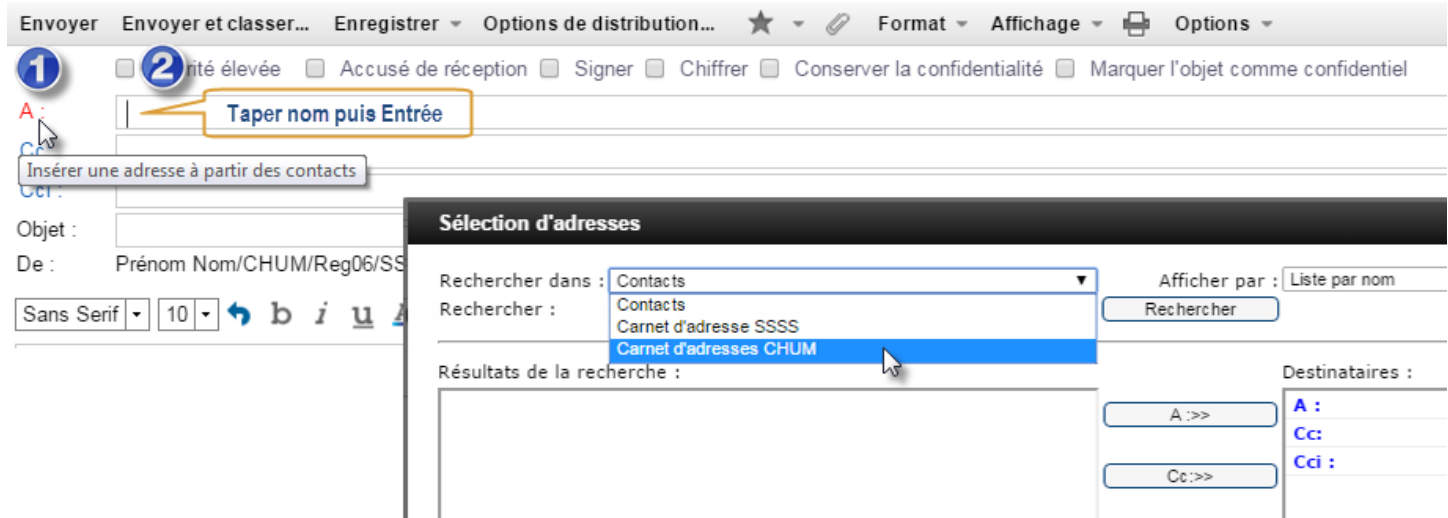 Envoyer Envoyer et classer... Enregistrer Options de distribution... Format Affichage Options
1 2 rité élevée Accusé de réception Signer Chiffrer Conserver la confidentialité Marquer l'objet comme confidentiel
A : Taper nom puis Entrée
Cc
Insérer une adresse à partir des contacts
Cci :
Objet :
De : Prénom Nom/CHUM/Reg06/SS
Sans Serif 10 b i u A
Sélection d'adresses
Rechercher dans : Contacts Afficher par : Liste par nom
Rechercher : Contacts Rechercher
Carnet d'adresse SSSS
Carnet d'adresses CHUM
Résultats de la recherche : Destinataires :
A :>> A :
Cc:
Cc:>> Cci :